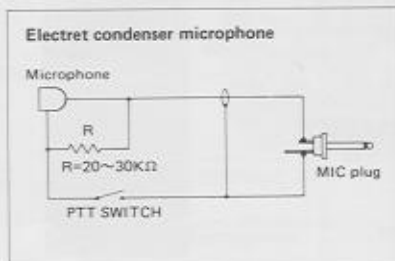 Electret condenser microphone
Microphone
R
R=20～30KΩ
MIC plug
PTT SWITCH